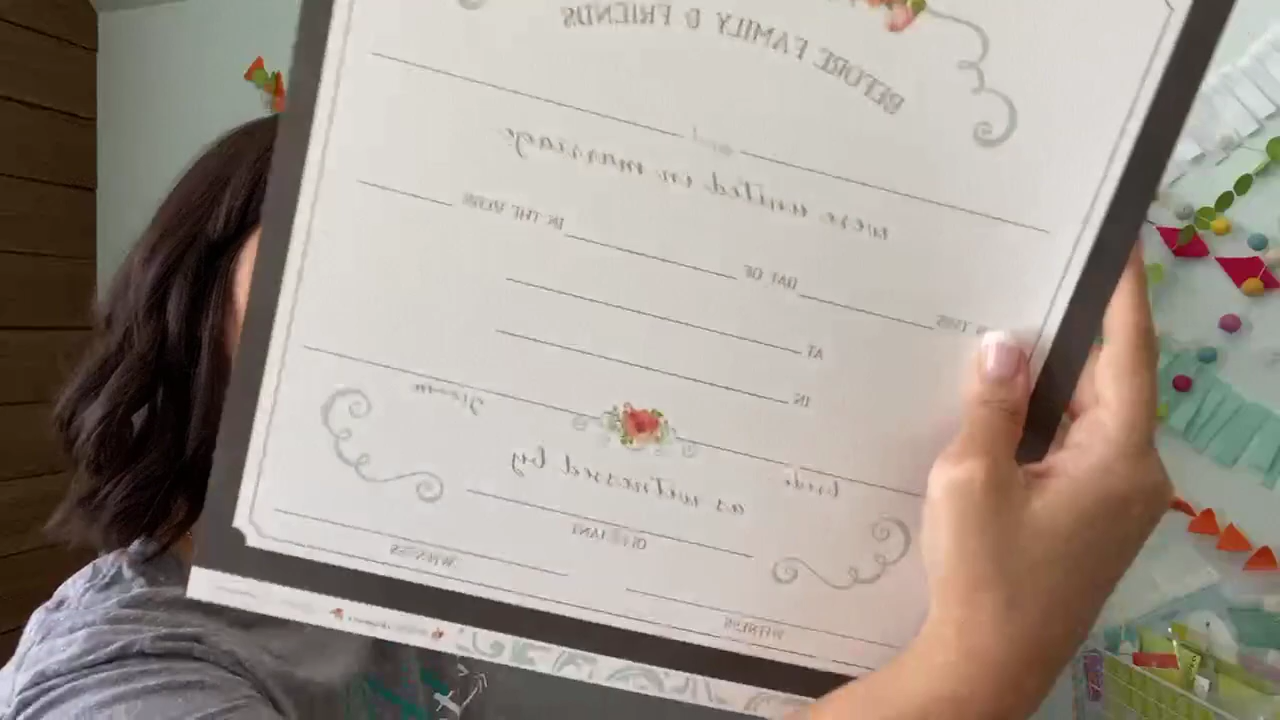 BEFORE FAMILY & FRIENDS
and
were united in marriage
ON THIS DAY OF IN THE YEAR
AT
IN
bride groom
as witnessed by
OFFICIANT
WITNESS WITNESS